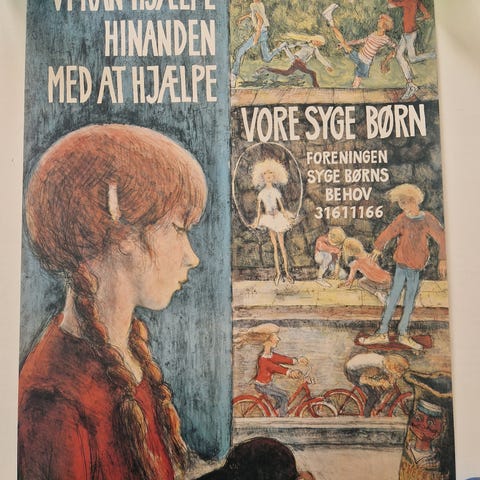 VI KAN HJÆLPE
HINANDEN
MED AT HJÆLPE
VORE SYGE BØRN
FORENINGEN
SYGE BØRNS
BEHOV
31611166